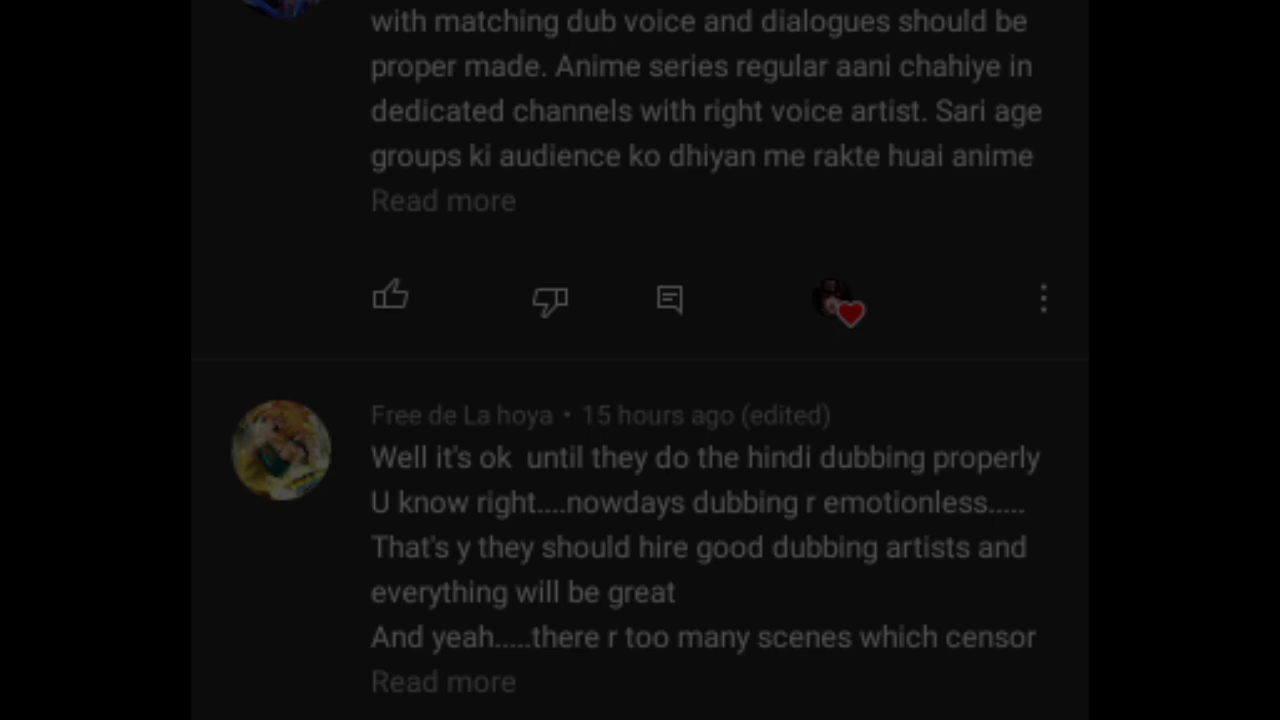 with matching dub voice and dialogues should be
proper made. Anime series regular aani chahiye in
dedicated channels with right voice artist. Sari age
groups ki audience ko dhiyan me rakte huai anime
Read more
Free de La hoya • 15 hours ago (edited)
Well it's ok  until they do the hindi dubbing properly
U know right....nowdays dubbing r emotionless.....
That's y they should hire good dubbing artists and
everything will be great
And yeah.....there r too many scenes which censor
Read more